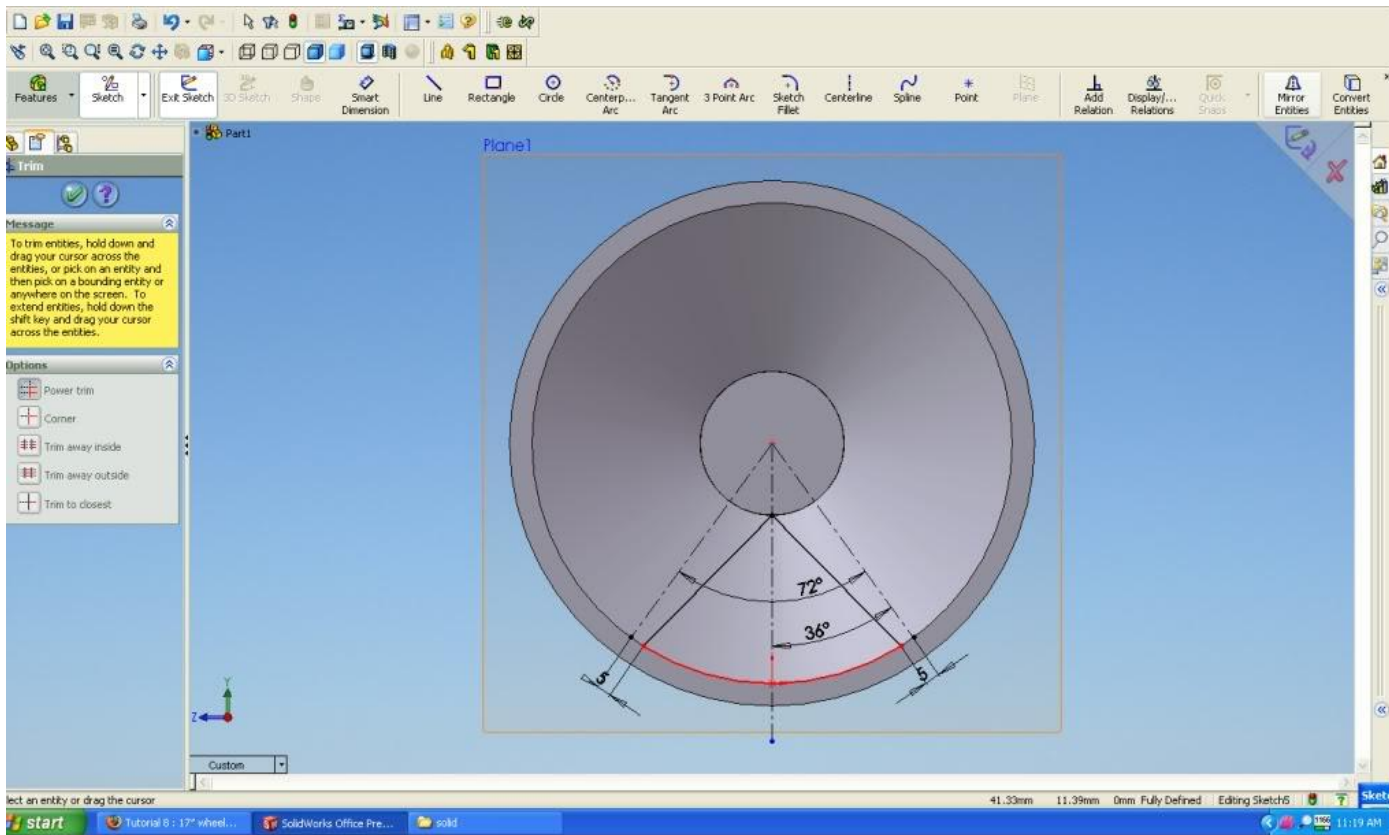 Features
Sketch
Exit Sketch
3D Sketch
Shape
Smart
Dimension
Line
Rectangle
Circle
Centerp...
Arc
Tangent
Arc
3 Point Arc
Sketch
Fillet
Centerline
Spline
Point
Plane
Add
Relation
Display/...
Relations
Quick
Snaps
Mirror
Entities
Convert
Entities
Part1
Plane1
Trim
Message
To trim entities, hold down and
drag your cursor across the
entities, or pick on an entity and
then pick on a bounding entity or
anywhere on the screen. To
extend entities, hold down the
shift key and drag your cursor
across the entities.
Options
Power trim
Corner
Trim away inside
Trim away outside
Trim to closest
72°
36°
5
5
Y
Z
Custom
lect an entity or drag the cursor
41.33mm 11.39mm 0mm Fully Defined Editing Sketch5
Sket
start
Tutorial 8 : 17" wheel...
SolidWorks Office Pre...
solid
1166
11:19 AM